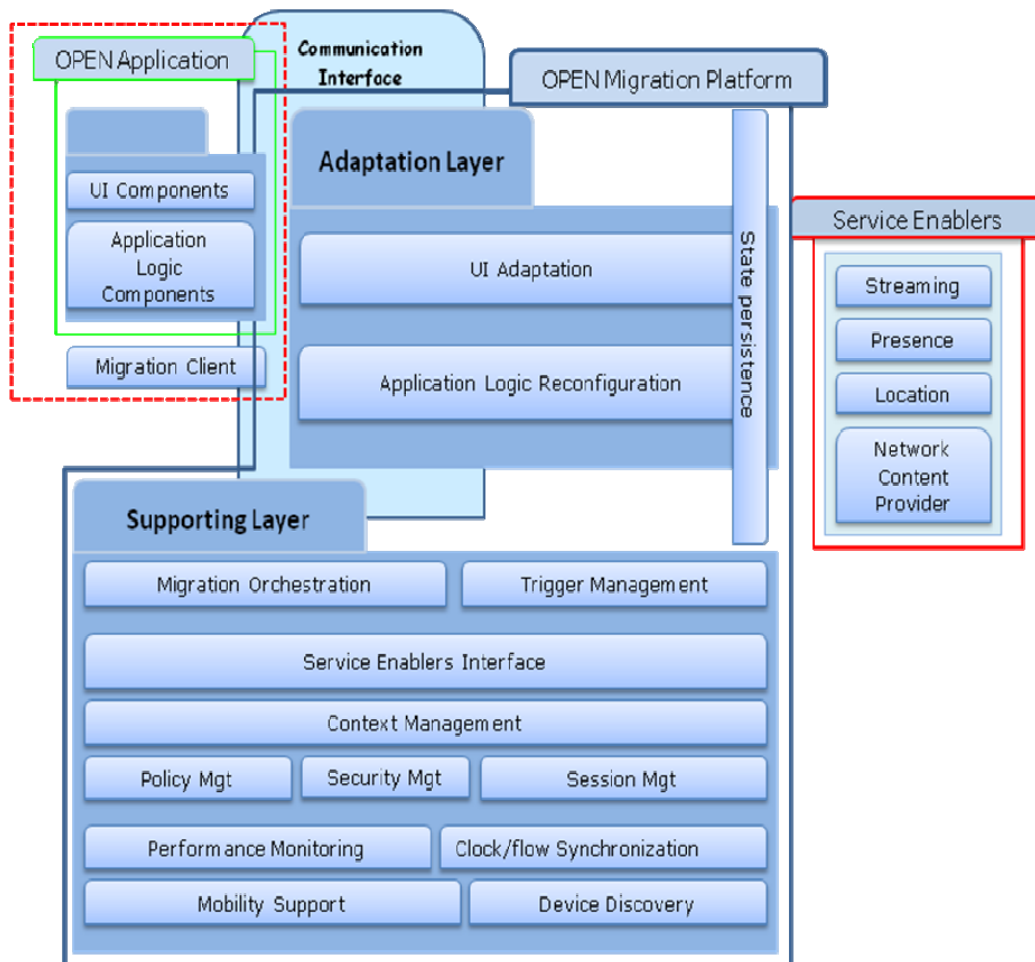 OPEN Application
Communication
Interface
OPEN Migration Platform
UI Components
Application
Logic
Components
Migration Client
Adaptation Layer
UI Adaptation
Application Logic Reconfiguration
State persistence
Service Enablers
Streaming
Presence
Location
Network
Content
Provider
Supporting Layer
Migration Orchestration
Trigger Management
Service Enablers Interface
Context Management
Policy Mgt
Security Mgt
Session Mgt
Performance Monitoring
Clock/flow Synchronization
Mobility Support
Device Discovery